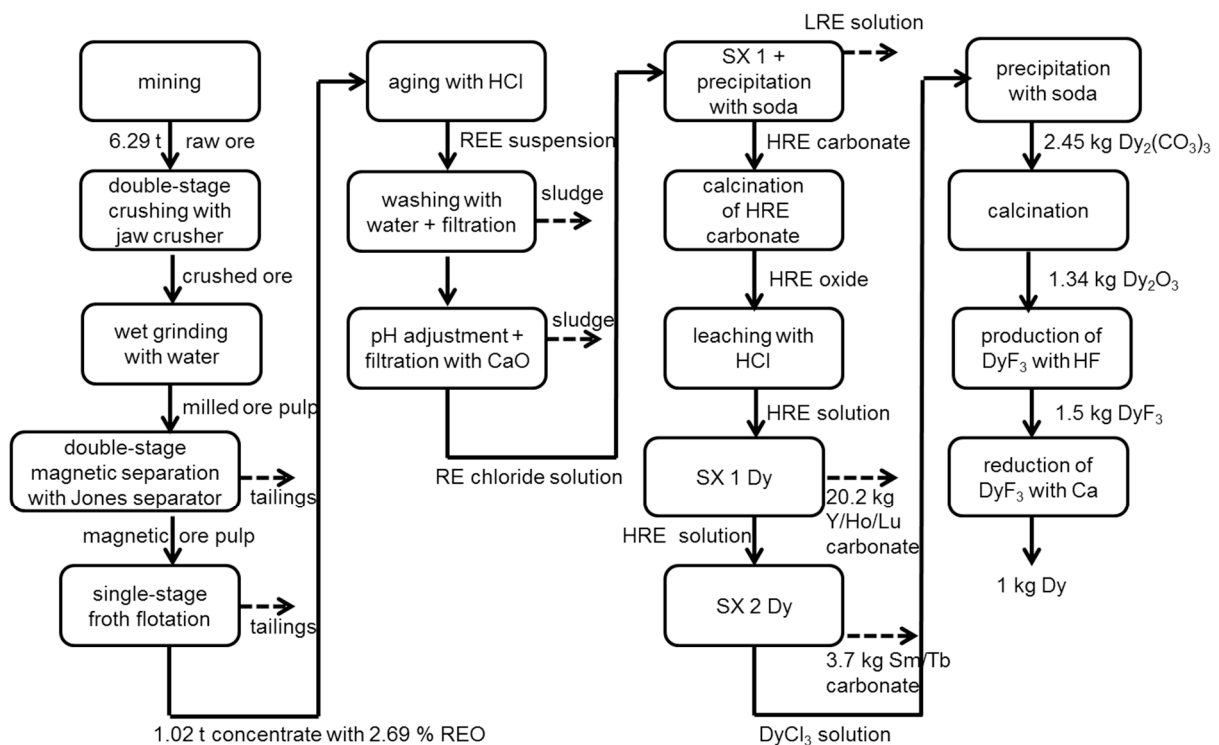 mining
6.29 t raw ore
double-stage
crushing with
jaw crusher
crushed ore
wet grinding
with water
milled ore pulp
double-stage
magnetic separation
with Jones separator
tailings
magnetic ore pulp
single-stage
froth flotation
tailings
1.02 t concentrate with 2.69 % REO
aging with HCl
REE suspension
washing with
water + filtration
sludge
pH adjustment +
filtration with CaO
sludge
RE chloride solution
SX 1 +
precipitation
with soda
LRE solution
HRE carbonate
calcination
of HRE
carbonate
HRE oxide
leaching with
HCl
HRE solution
SX 1 Dy
20.2 kg
Y/Ho/Lu
carbonate
HRE solution
SX 2 Dy
3.7 kg Sm/Tb
carbonate
DyCl₃ solution
precipitation
with soda
2.45 kg Dy₂(CO₃)₃
calcination
1.34 kg Dy₂O₃
production of
DyF₃ with HF
1.5 kg DyF₃
reduction of
DyF₃ with Ca
1 kg Dy